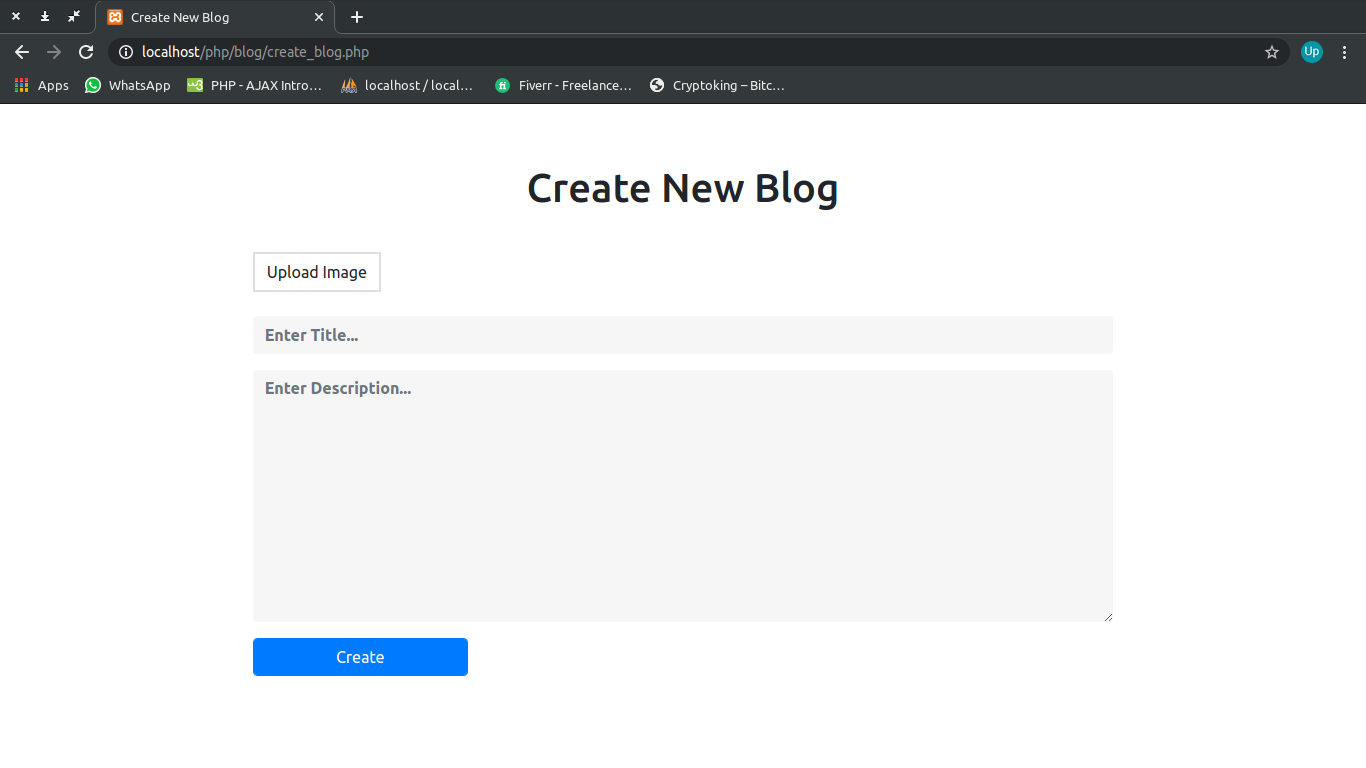 Create New Blog
localhost/php/blog/create_blog.php
Up
Apps WhatsApp PHP - AJAX Intro… localhost / local… Fiverr - Freelance… Cryptoking – Bitc…
Create New Blog
Upload Image
Enter Title...
Enter Description...
Create